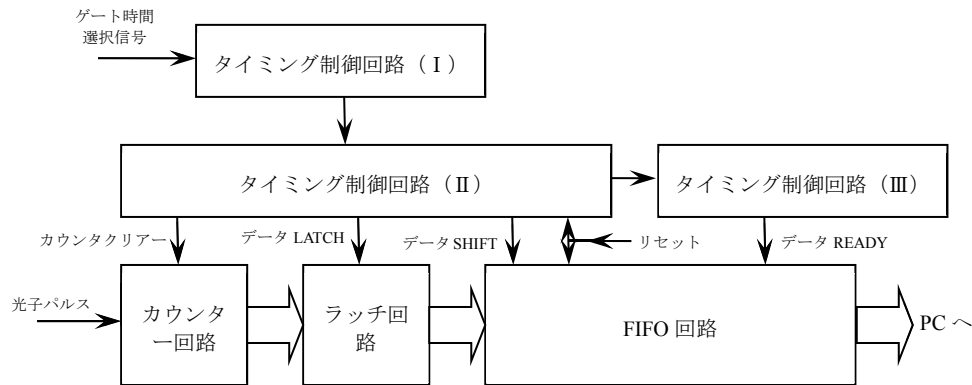 ゲート時間
選択信号
タイミング制御回路(Ⅰ)
タイミング制御回路(Ⅱ)
タイミング制御回路(Ⅲ)
カウンタクリアー
データ LATCH
データ SHIFT
リセット
データ READY
光子パルス
カウンタ
ー回路
ラッチ回
路
FIFO 回路
PC へ